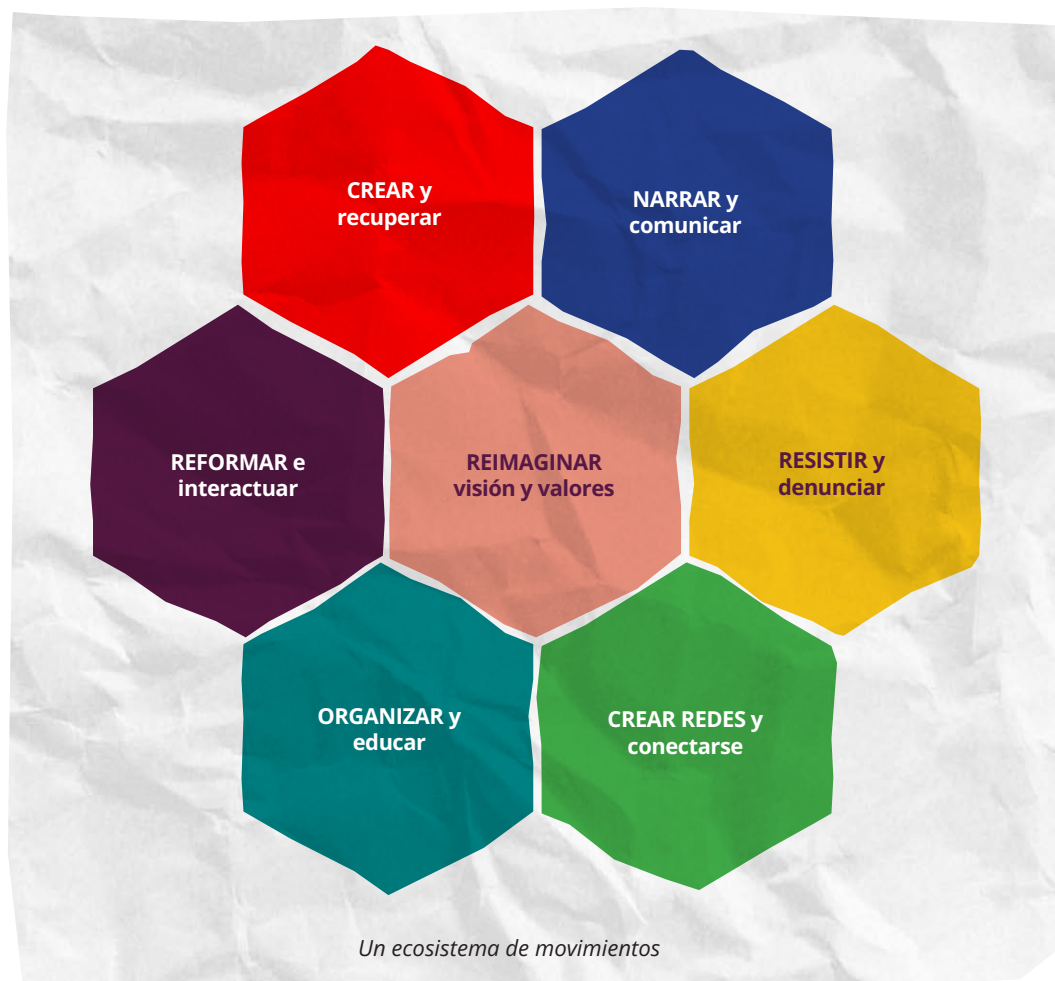 CREAR y
recuperar
NARRAR y
comunicar
REFORMAR e
interactuar
REIMAGINAR
visión y valores
RESISTIR y
denunciar
ORGANIZAR y
educar
CREAR REDES y
conectarse
Un ecosistema de movimientos